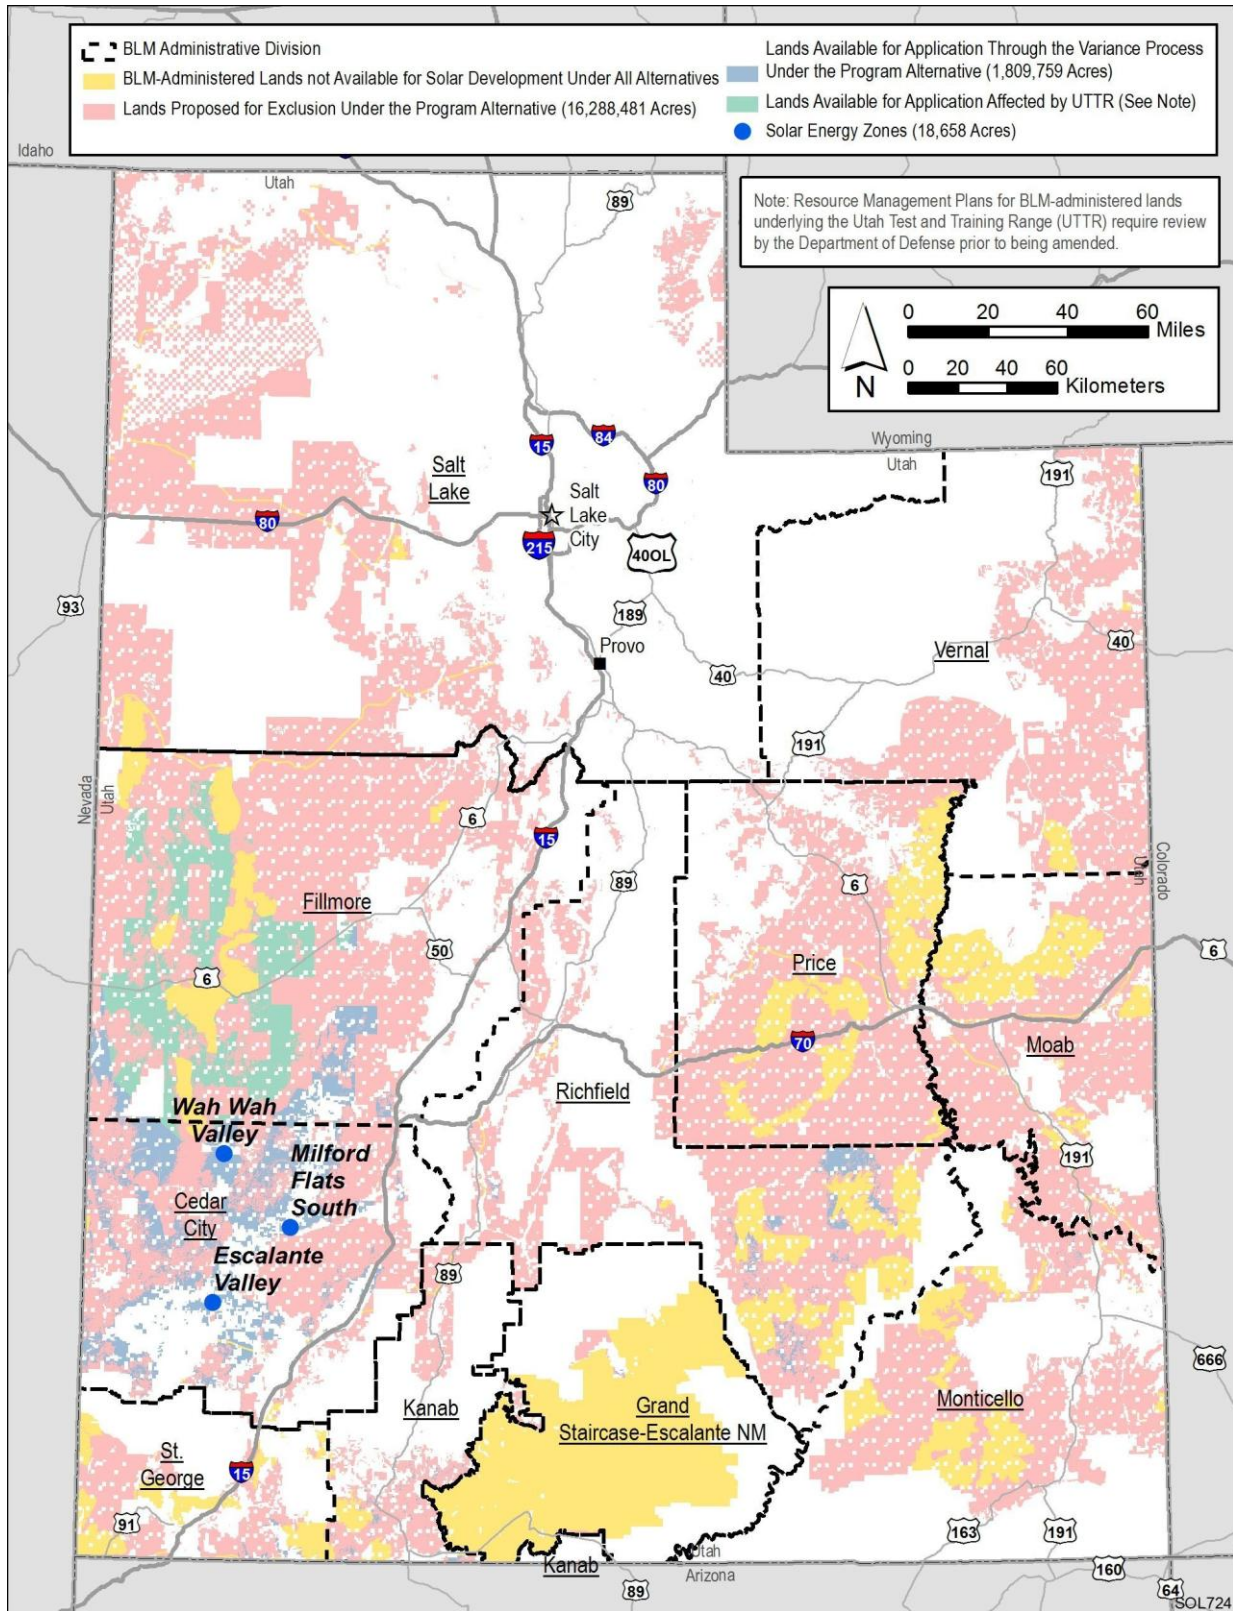 BLM Administrative Division
BLM-Administered Lands not Available for Solar Development Under All Alternatives
Lands Proposed for Exclusion Under the Program Alternative (16,288,481 Acres)
Lands Available for Application Through the Variance Process
Under the Program Alternative (1,809,759 Acres)
Lands Available for Application Affected by UTTR (See Note)
Solar Energy Zones (18,658 Acres)
Idaho
Utah
89
Note: Resource Management Plans for BLM-administered lands
underlying the Utah Test and Training Range (UTTR) require review
by the Department of Defense prior to being amended.
0 20 40 60
Miles
0 20 40 60
Kilometers
N
Wyoming
Utah
15
84
80
191
Salt
Lake
Salt
Lake
City
80
215
40OL
93
189
Provo
Vernal
40
40
191
Nevada
Utah
6
15
89
6
Colorado
Utah
Fillmore
50
6
Price
6
70
Moab
Richfield
Wah Wah
Valley
Milford
Flats
South
191
Cedar
City
Escalante
Valley
89
666
Kanab
Grand
Staircase-Escalante NM
Monticello
St.
George
15
91
163
191
Utah
Arizona
Kanab
89
160
64
SOL724